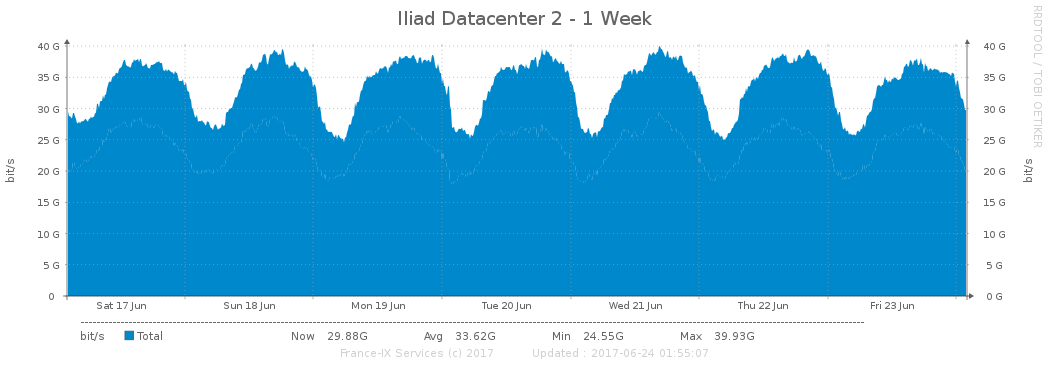 Iliad Datacenter 2 - 1 Week
RRDTOOL / TOBI OETIKER
40 G 40 G
35 G 35 G
30 G 30 G
25 G 25 G
20 G 20 G
15 G 15 G
10 G 10 G
5 G 5 G
0 0 G
bit/s bit/s
Sat 17 Jun Sun 18 Jun Mon 19 Jun Tue 20 Jun Wed 21 Jun Thu 22 Jun Fri 23 Jun
bit/s Total Now 29.88G Avg 33.62G Min 24.55G Max 39.93G
France-IX Services (c) 2017 Updated : 2017-06-24 01:55:07